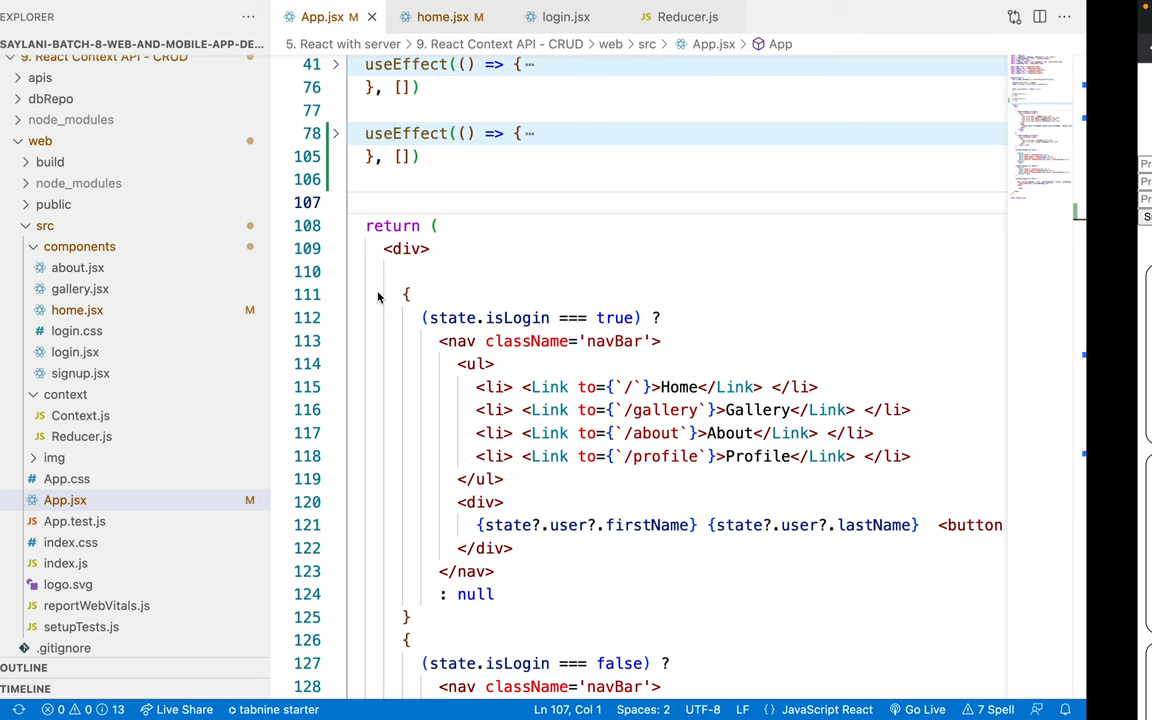 EXPLORER ···
SAYLANI-BATCH-8-WEB-AND-MOBILE-APP-DE...
9. React Context API - CRUD
apis
dbRepo
node_modules
web
build
node_modules
public
src
components
about.jsx
gallery.jsx
home.jsx M
login.css
login.jsx
signup.jsx
context
Context.js
JS Reducer.js
img
App.css
App.jsx M
JS App.test.js
index.css
JS index.js
logo.svg
JS reportWebVitals.js
JS setupTests.js
.gitignore
OUTLINE
TIMELINE
App.jsx M home.jsx M login.jsx JS Reducer.js
5. React with server > 9. React Context API - CRUD > web > src > App.jsx > App
41 useEffect(() => {···
76 }, [])
77
78 useEffect(() => {···
105 }, [])
106
107
108 return (
109 <div>
110
111 {
112 (state.isLogin === true) ?
113 <nav className='navBar'>
114 <ul>
115 <li> <Link to={`/`}>Home</Link> </li>
116 <li> <Link to={`/gallery`}>Gallery</Link> </li>
117 <li> <Link to={`/about`}>About</Link> </li>
118 <li> <Link to={`/profile`}>Profile</Link> </li>
119 </ul>
120 <div>
121 {state?.user?.firstName} {state?.user?.lastName} <button
122 </div>
123 </nav>
124 : null
125 }
126 {
127 (state.isLogin === false) ?
128 <nav className='navBar'>
0 0 13 Live Share tabnine starter Ln 107, Col 1 Spaces: 2 UTF-8 LF {} JavaScript React Go Live 7 Spell
Pr
Pr
Pr
S